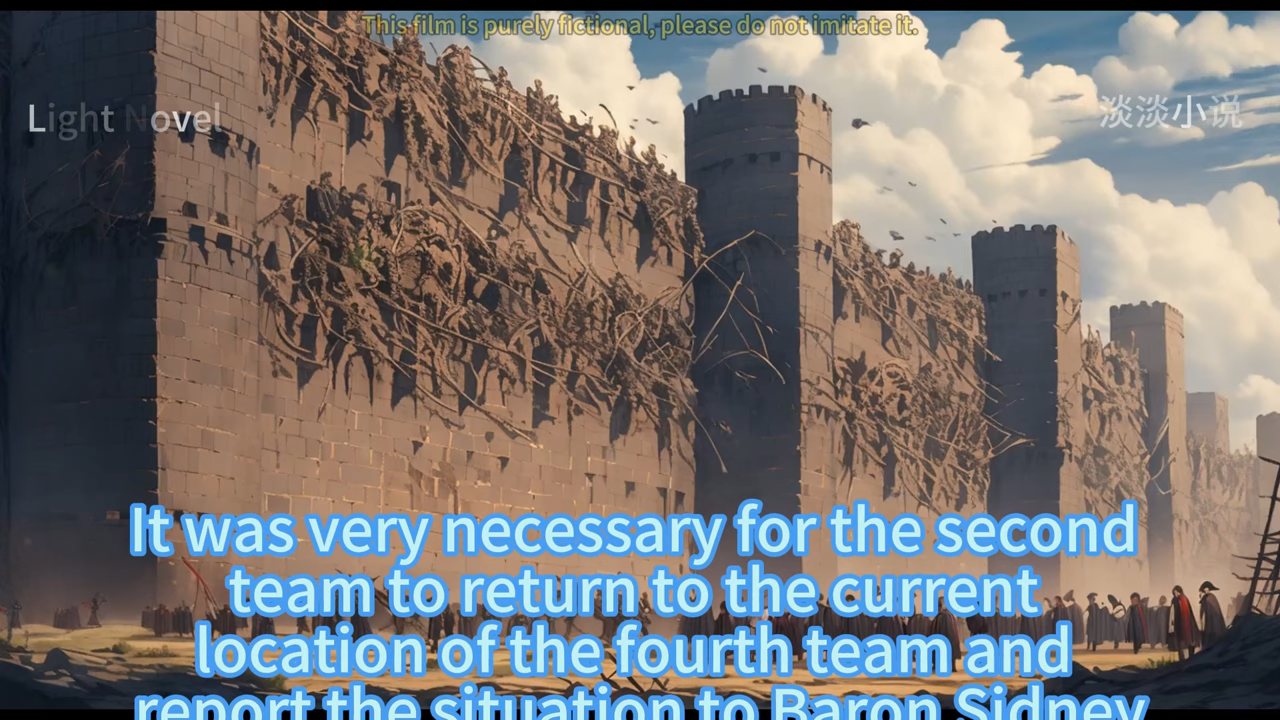 This film is purely fictional, please do not imitate it.
Light Novel
淡淡小说
It was very necessary for the second
team to return to the current
location of the fourth team and
report the situation to Baron Sidney